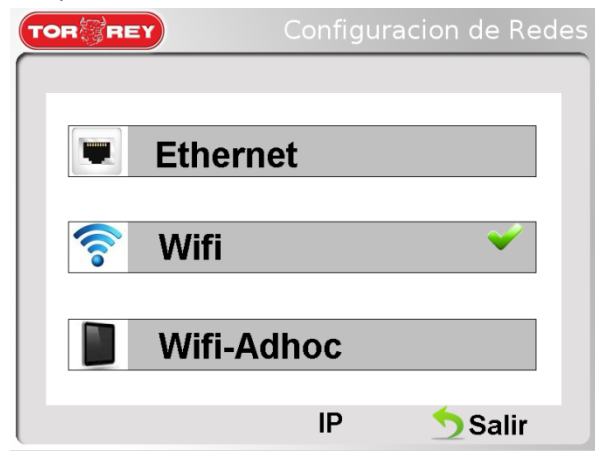 TORREY Configuracion de Redes
Ethernet
Wifi
Wifi-Adhoc
IP Salir